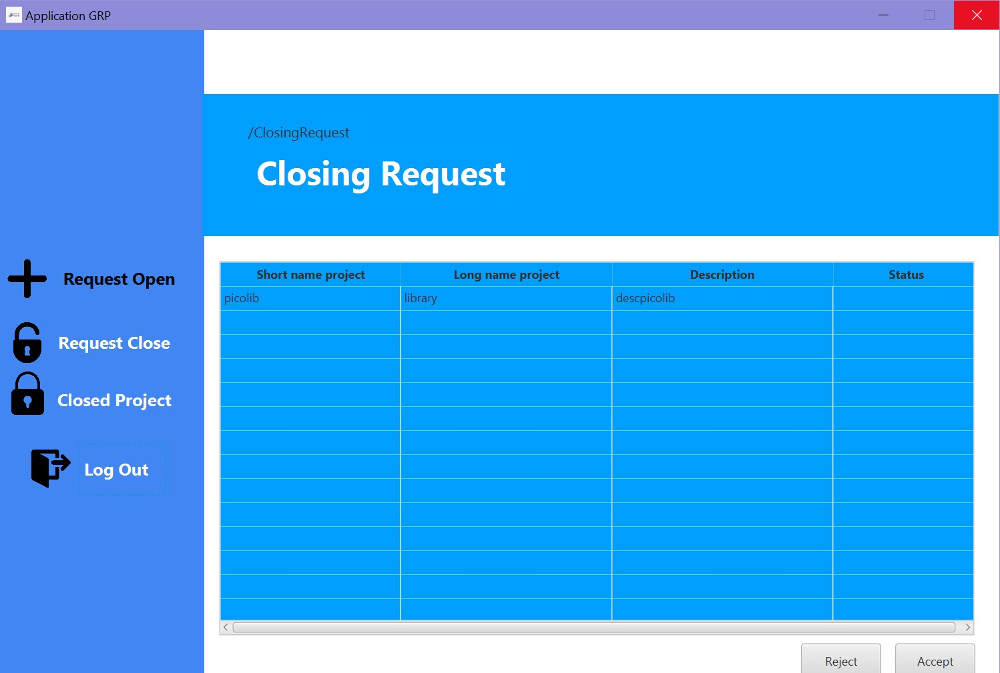 Application GRP
/ClosingRequest
Closing Request
Request Open
Request Close
Closed Project
Log Out
Short name project Long name project Description Status
picolib library descpicolib
Reject Accept